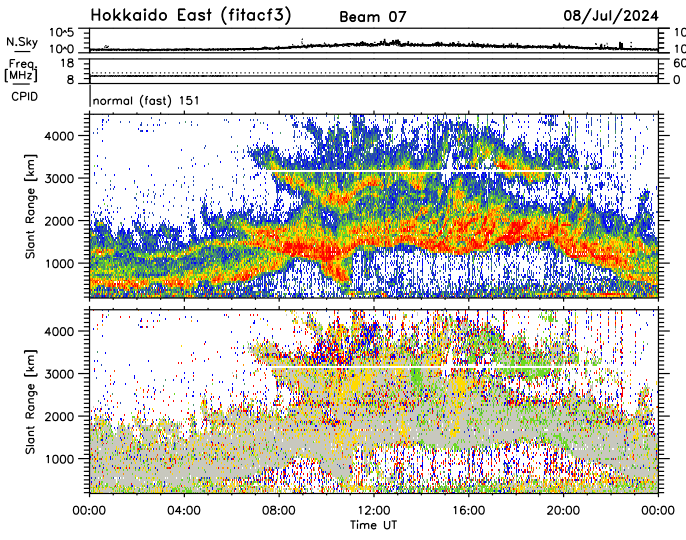 Hokkaido East (fitacf3) Beam 07 08/Jul/2024
N.Sky 10^5 10^0
Freq. [MHz] 18 8 60 0
CPID normal (fast) 151
Slant Range [km] 4000 3000 2000 1000
Slant Range [km] 4000 3000 2000 1000
00:00 04:00 08:00 12:00 16:00 20:00 00:00
Time UT